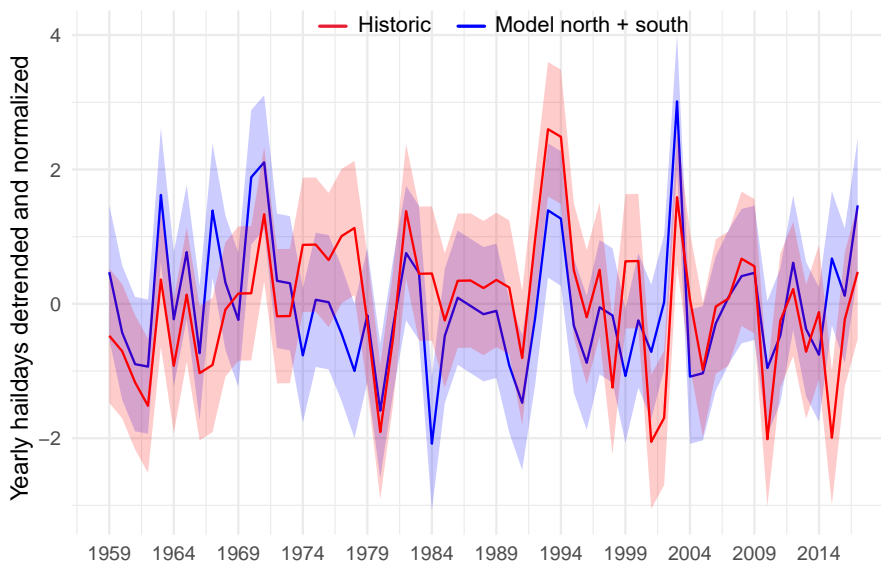 Historic Model north + south
Yearly haildays detrended and normalized
4
2
0
−2
1959 1964 1969 1974 1979 1984 1989 1994 1999 2004 2009 2014